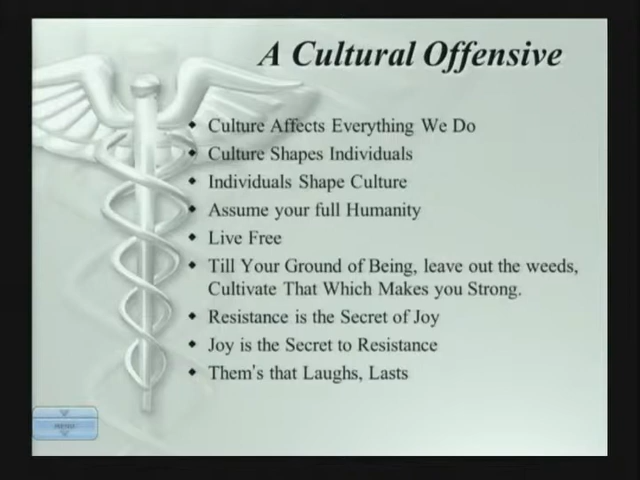 A Cultural Offensive
Culture Affects Everything We Do
Culture Shapes Individuals
Individuals Shape Culture
Assume your full Humanity
Live Free
Till Your Ground of Being, leave out the weeds,
Cultivate That Which Makes you Strong.
Resistance is the Secret of Joy
Joy is the Secret to Resistance
Them's that Laughs, Lasts